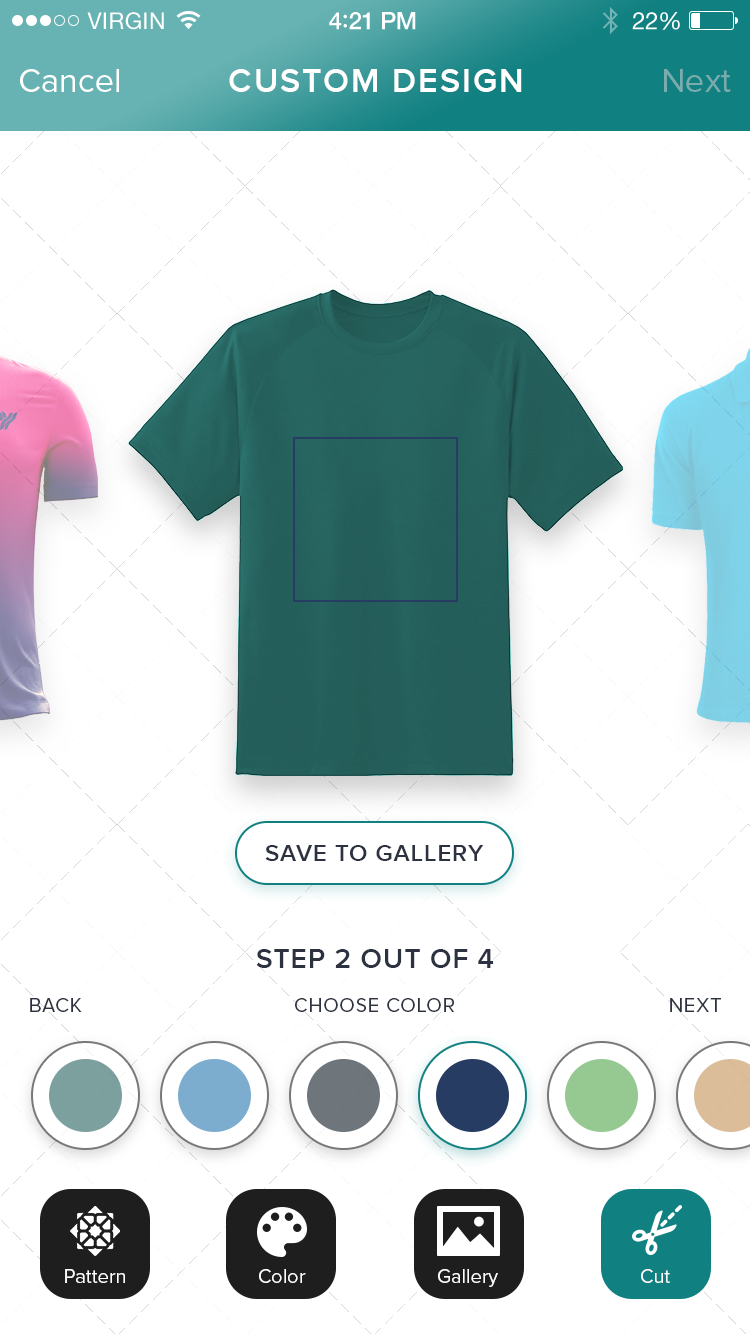 VIRGIN 4:21 PM 22%
Cancel CUSTOM DESIGN Next
SAVE TO GALLERY
STEP 2 OUT OF 4
BACK CHOOSE COLOR NEXT
Pattern Color Gallery Cut